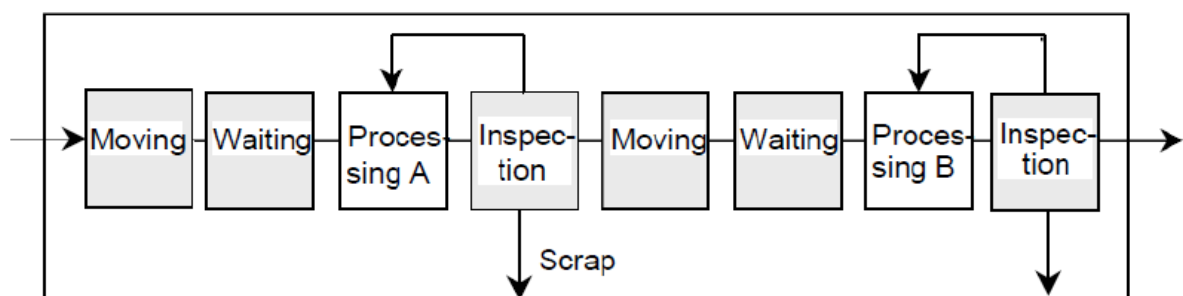 Moving
Waiting
Proces-
sing A
Inspec-
tion
Moving
Waiting
Proces-
sing B
Inspec-
tion
Scrap